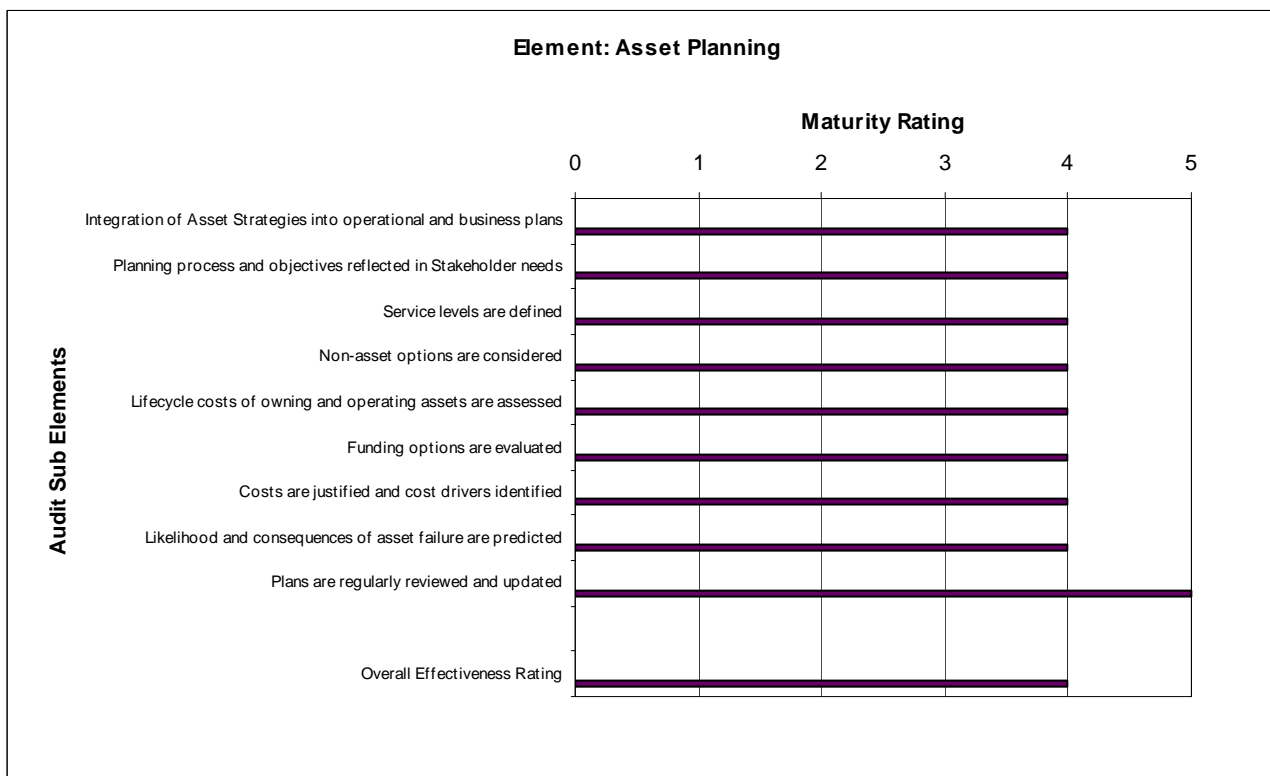 Element: Asset Planning
Maturity Rating
0 1 2 3 4 5
Audit Sub Elements
Integration of Asset Strategies into operational and business plans
Planning process and objectives reflected in Stakeholder needs
Service levels are defined
Non-asset options are considered
Lifecycle costs of owning and operating assets are assessed
Funding options are evaluated
Costs are justified and cost drivers identified
Likelihood and consequences of asset failure are predicted
Plans are regularly reviewed and updated
Overall Effectiveness Rating